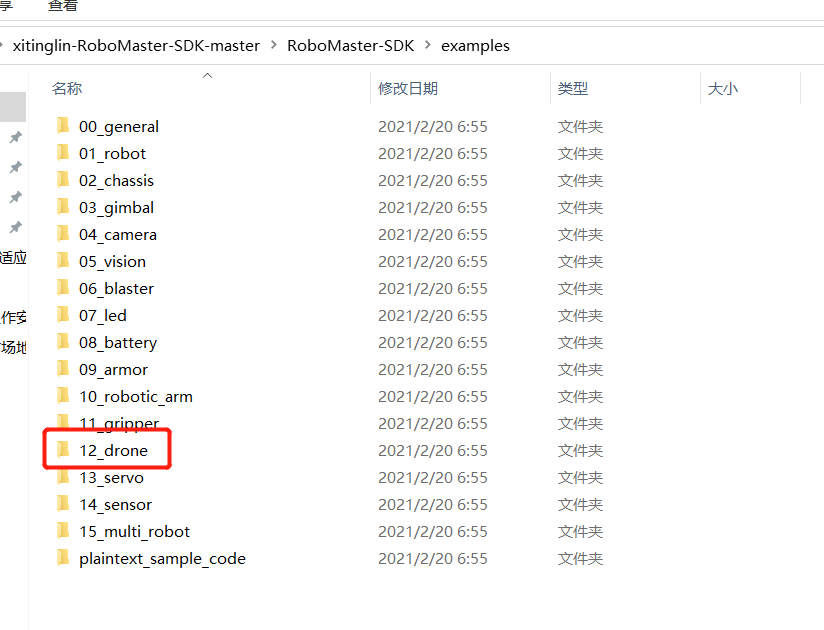 享 查看
xitinglin-RoboMaster-SDK-master > RoboMaster-SDK > examples
名称 修改日期 类型 大小
00_general 2021/2/20 6:55 文件夹
01_robot 2021/2/20 6:55 文件夹
02_chassis 2021/2/20 6:55 文件夹
03_gimbal 2021/2/20 6:55 文件夹
04_camera 2021/2/20 6:55 文件夹
适应
05_vision 2021/2/20 6:55 文件夹
06_blaster 2021/2/20 6:55 文件夹
作安
07_led 2021/2/20 6:55 文件夹
场地
08_battery 2021/2/20 6:55 文件夹
09_armor 2021/2/20 6:55 文件夹
10_robotic_arm 2021/2/20 6:55 文件夹
11_gripper 2021/2/20 6:55 文件夹
12_drone 2021/2/20 6:55 文件夹
13_servo 2021/2/20 6:55 文件夹
14_sensor 2021/2/20 6:55 文件夹
15_multi_robot 2021/2/20 6:55 文件夹
plaintext_sample_code 2021/2/20 6:55 文件夹